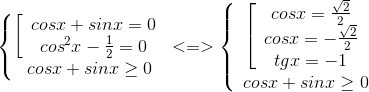 { [ cosx + sinx = 0
cos²x − 1/2 = 0
cosx + sinx ≥ 0
<=>
{ [ cosx = √2/2
cosx = −√2/2
tgx = −1
cosx + sinx ≥ 0